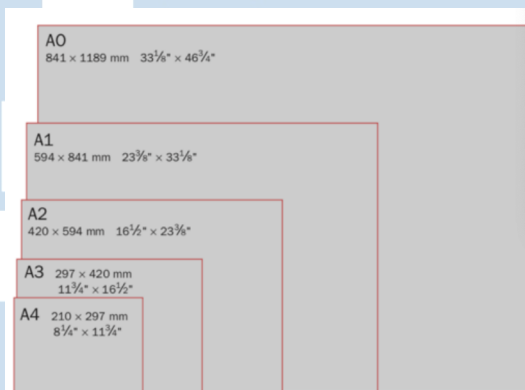 A0
841 × 1189 mm 33⅛" × 46¾"
A1
594 × 841 mm 23⅜" × 33⅛"
A2
420 × 594 mm 16½" × 23⅜"
A3 297 × 420 mm
11¾" × 16½"
A4 210 × 297 mm
8¼" × 11¾"